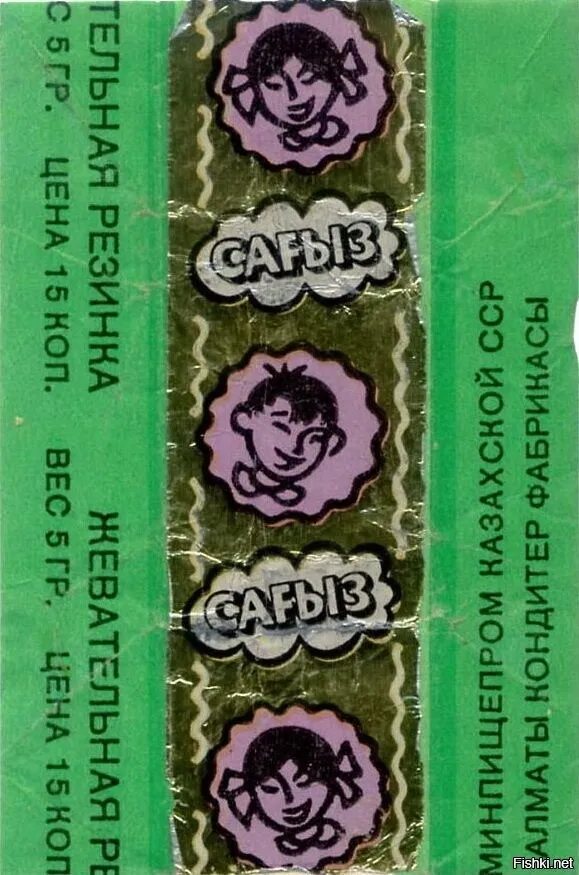 ТЕЛЬНАЯ РЕЗИНКА ЖЕВАТЕЛЬНАЯ РЕ
С 5 ГР. ЦЕНА 15 КОП. ВЕС 5 ГР. ЦЕНА 15 КОП
САҒЫЗ
САҒЫЗ
МИНПИЩЕПРОМ КАЗАХСКОЙ ССР
АЛМАТЫ КОНДИТЕР ФАБРИКАСЫ
Fishki.net